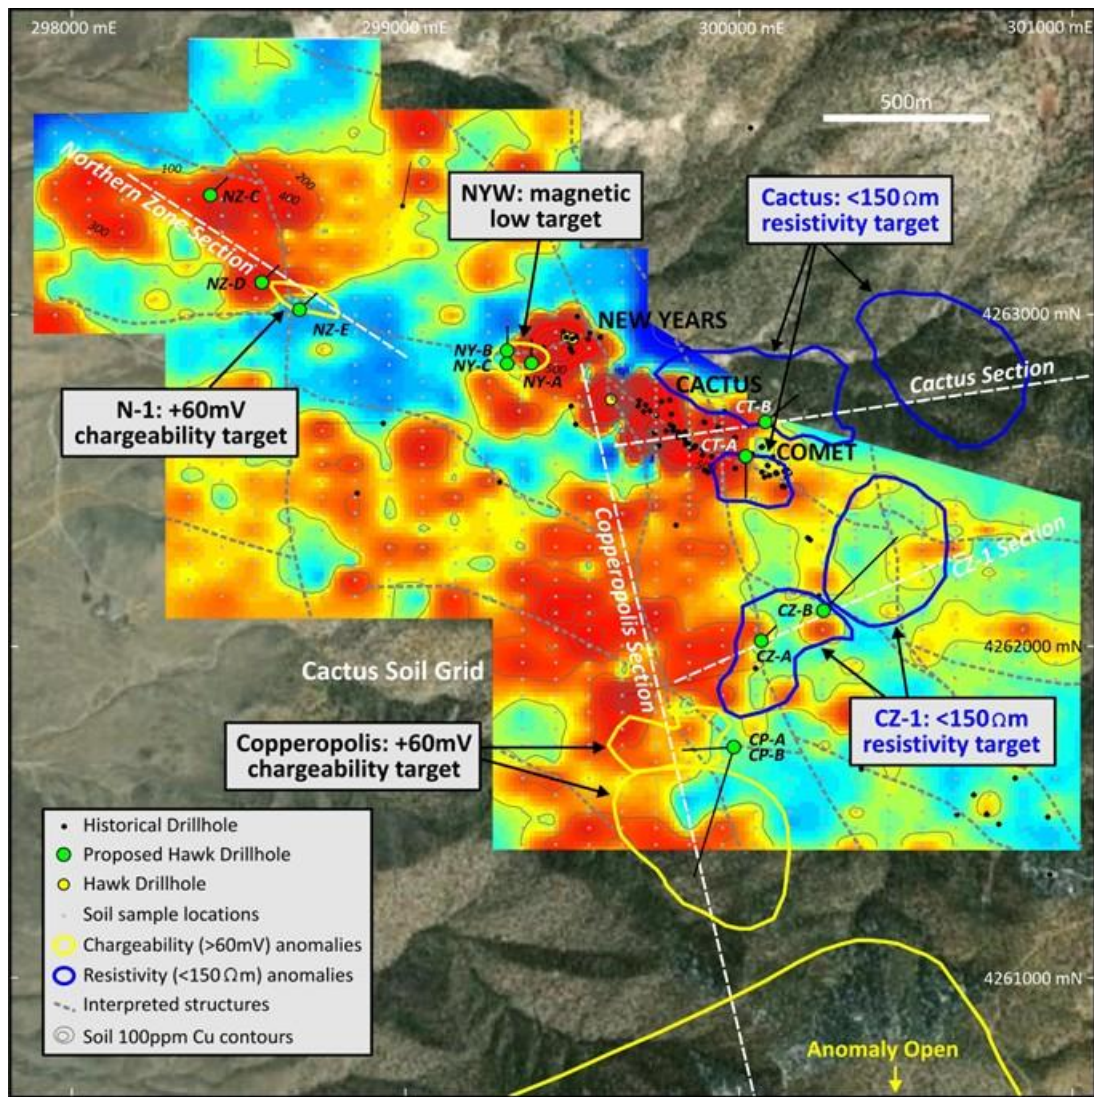 298000 mE
299000 mE
300000 mE
301000 mE
500m
Northern Zone Section
100
200
400
300
NZ-C
NZ-D
NZ-E
NYW: magnetic
low target
Cactus: <150Ωm
resistivity target
4263000 mN
NEW YEARS
NY-B
NY-C
NY-A
500
CACTUS
CT-B
Cactus Section
N-1: +60mV
chargeability target
CT-A
COMET
Copperopolis Section
CZ-1 Section
CZ-B
CZ-A
4262000 mN
Cactus Soil Grid
Copperopolis: +60mV
chargeability target
CP-A
CP-B
CZ-1: <150Ωm
resistivity target
Historical Drillhole
Proposed Hawk Drillhole
Hawk Drillhole
Soil sample locations
Chargeability (>60mV) anomalies
Resistivity (<150Ωm) anomalies
Interpreted structures
Soil 100ppm Cu contours
4261000 mN
Anomaly Open